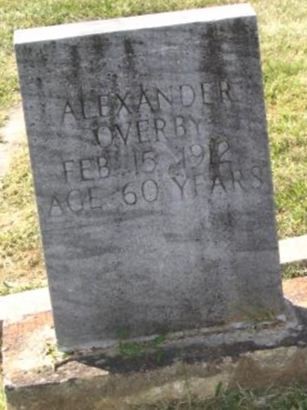 ALEXANDER
OVERBY
FEB. 15, 1912
AGE 60 YEARS